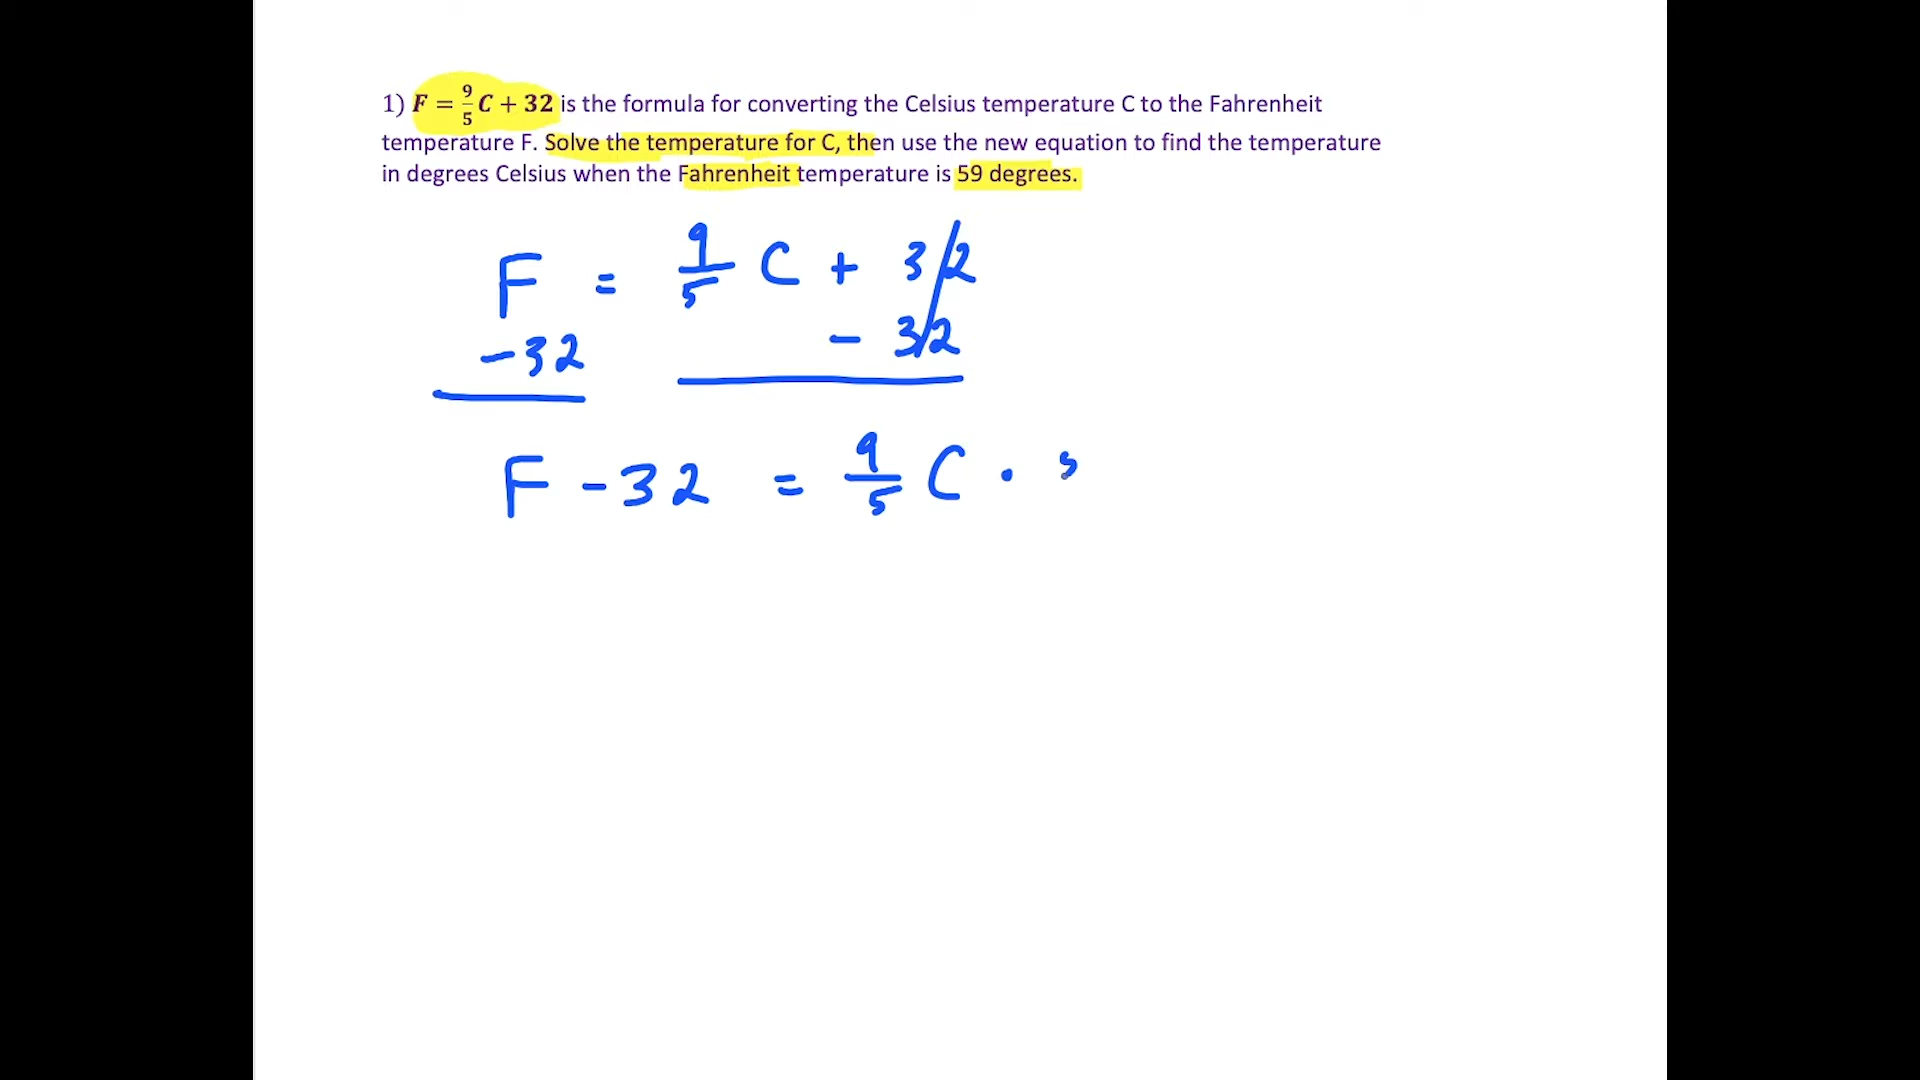 1) F = 9/5 C + 32 is the formula for converting the Celsius temperature C to the Fahrenheit
temperature F. Solve the temperature for C, then use the new equation to find the temperature
in degrees Celsius when the Fahrenheit temperature is 59 degrees.
F = 9/5 C + 32
-32 - 32
F - 32 = 9/5 C ·